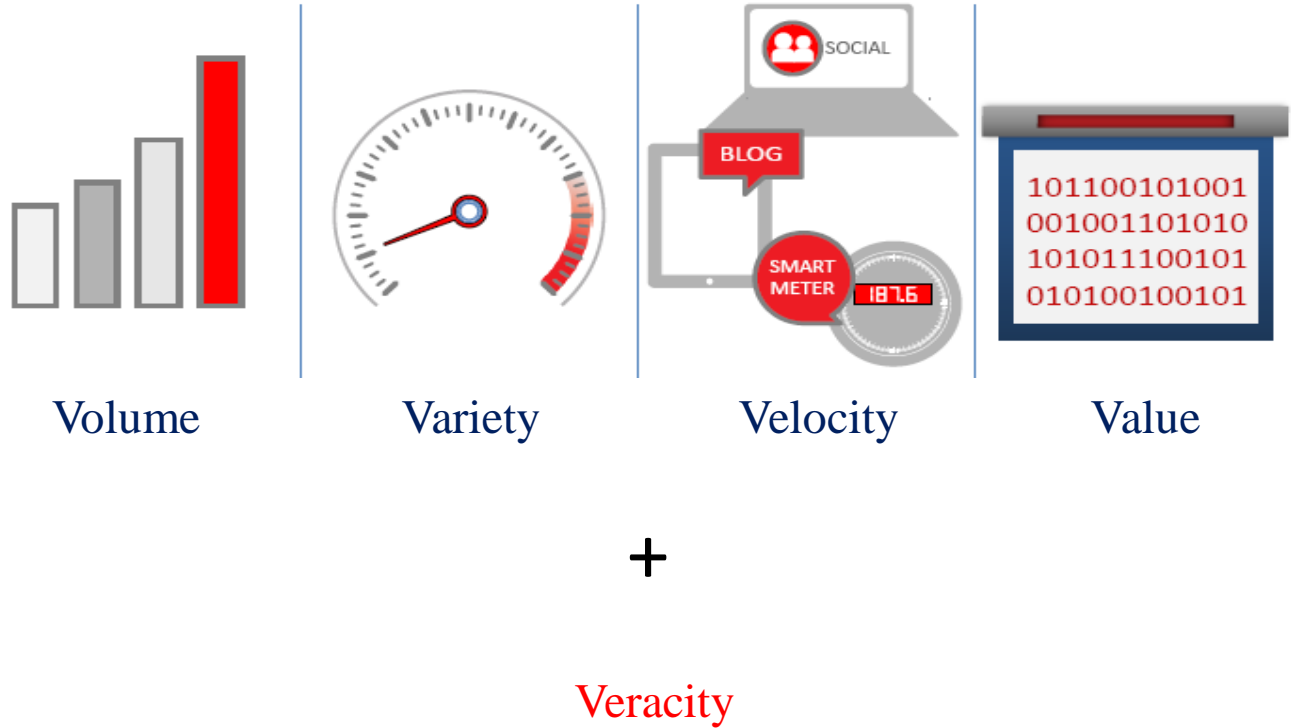 SOCIAL
BLOG
SMART
METER
187.6
101100101001
001001101010
101011100101
010100100101
Volume
Variety
Velocity
Value
+
Veracity